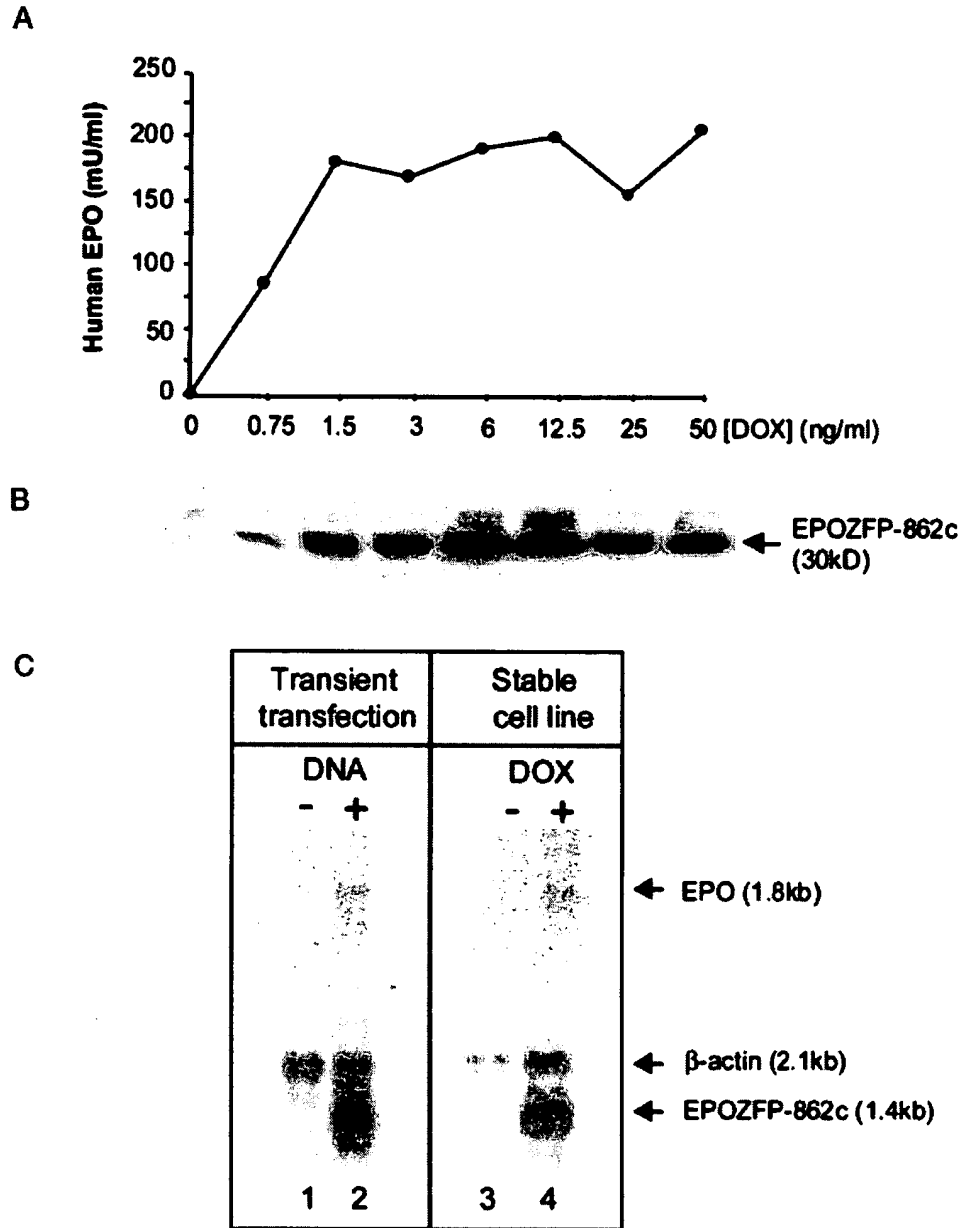 A
Human EPO (mU/ml)
250
200
150
100
50
0
0 0.75 1.5 3 6 12.5 25 50 [DOX] (ng/ml)
B
EPOZFP-862c
(30kD)
C
Transient
transfection
Stable
cell line
DNA
- +
DOX
- +
EPO (1.8kb)
β-actin (2.1kb)
EPOZFP-862c (1.4kb)
1 2 3 4